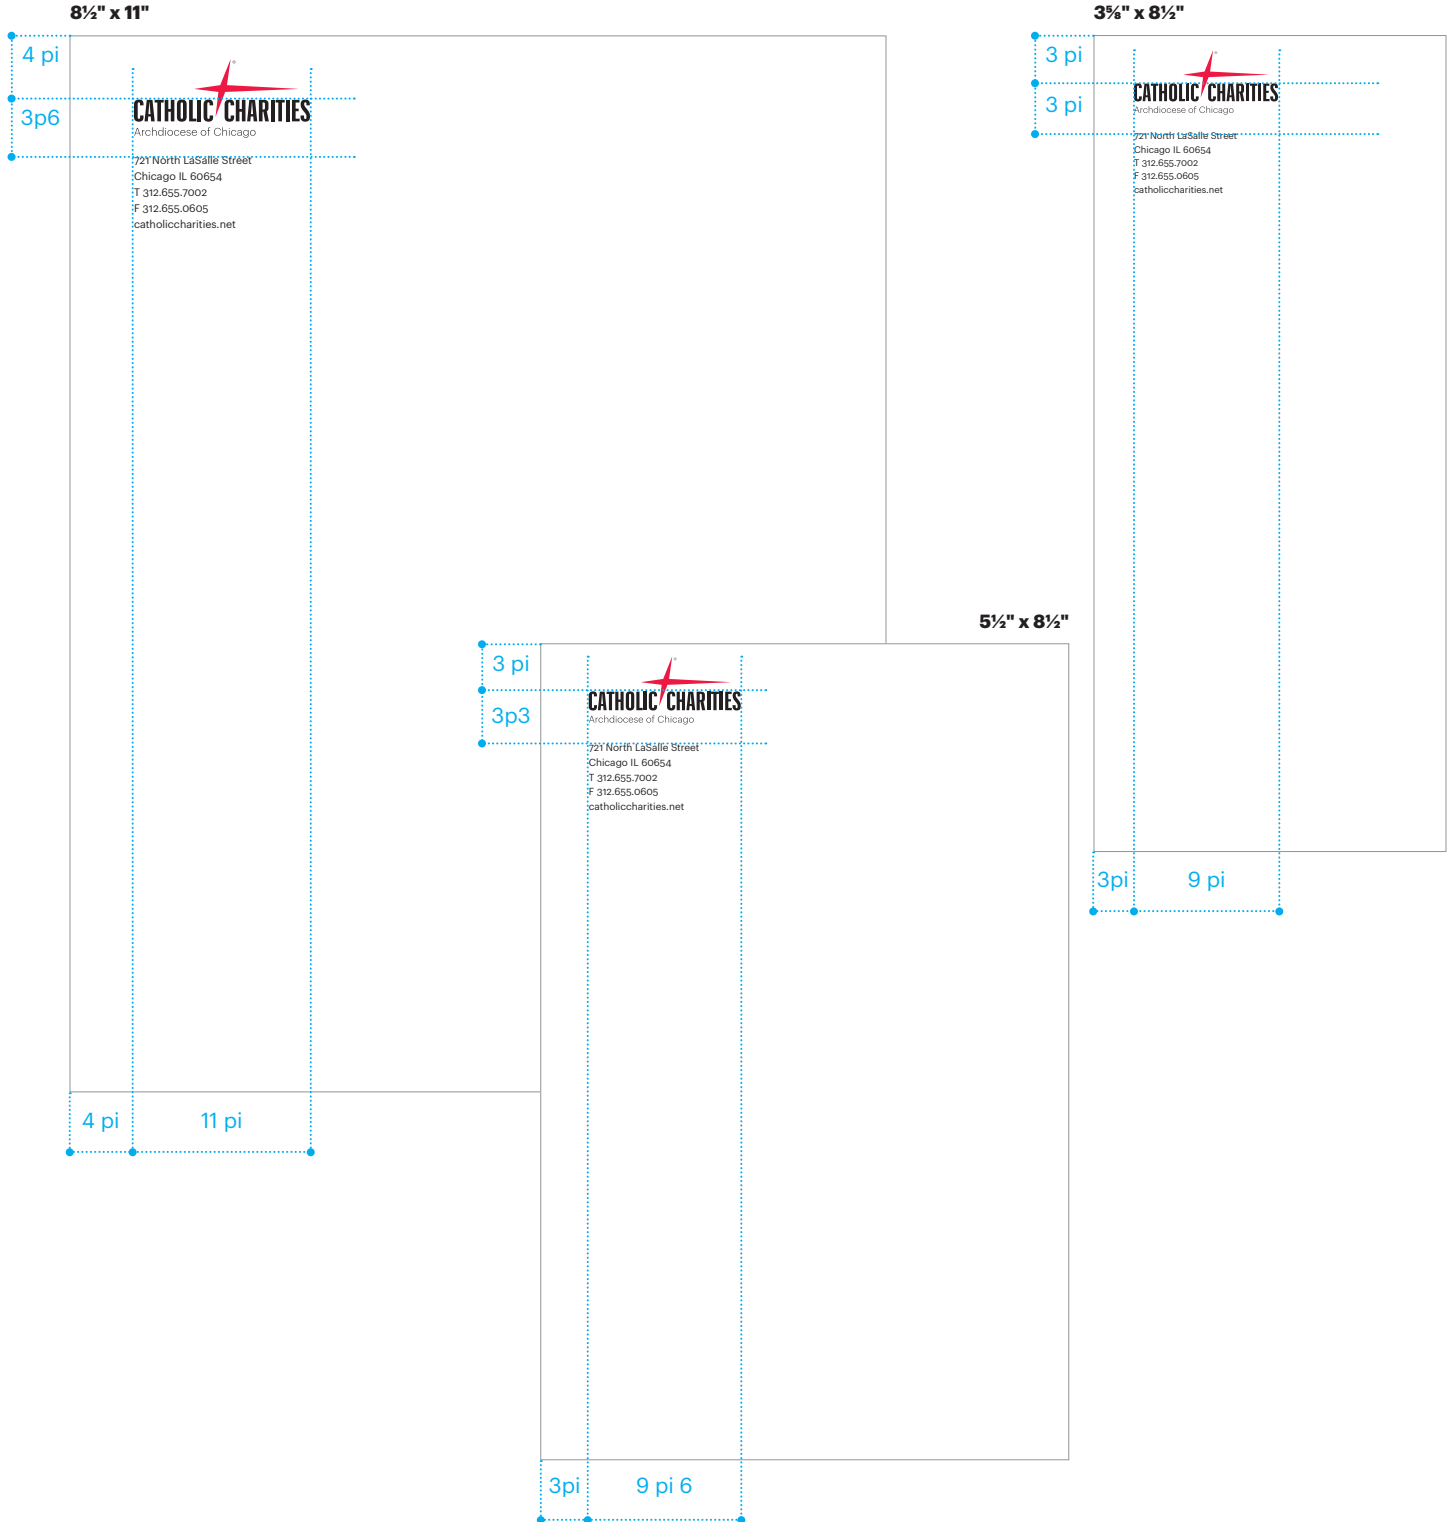 8½" x 11"
4 pi
3p6
CATHOLIC CHARITIES®
Archdiocese of Chicago
721 North LaSalle Street
Chicago IL 60654
T 312.655.7002
F 312.655.0605
catholiccharities.net
4 pi
11 pi
3⅝" x 8½"
3 pi
3 pi
CATHOLIC CHARITIES®
Archdiocese of Chicago
721 North LaSalle Street
Chicago IL 60654
T 312.655.7002
F 312.655.0605
catholiccharities.net
3pi
9 pi
5½" x 8½"
3 pi
3p3
CATHOLIC CHARITIES®
Archdiocese of Chicago
721 North LaSalle Street
Chicago IL 60654
T 312.655.7002
F 312.655.0605
catholiccharities.net
3pi
9 pi 6